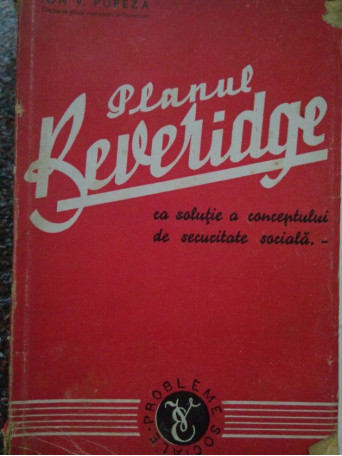 ION V. PUPEZA
Planul
Beveridge
ca soluție a conceptului
de securitate socială. –
PROBLEME SOCIALE